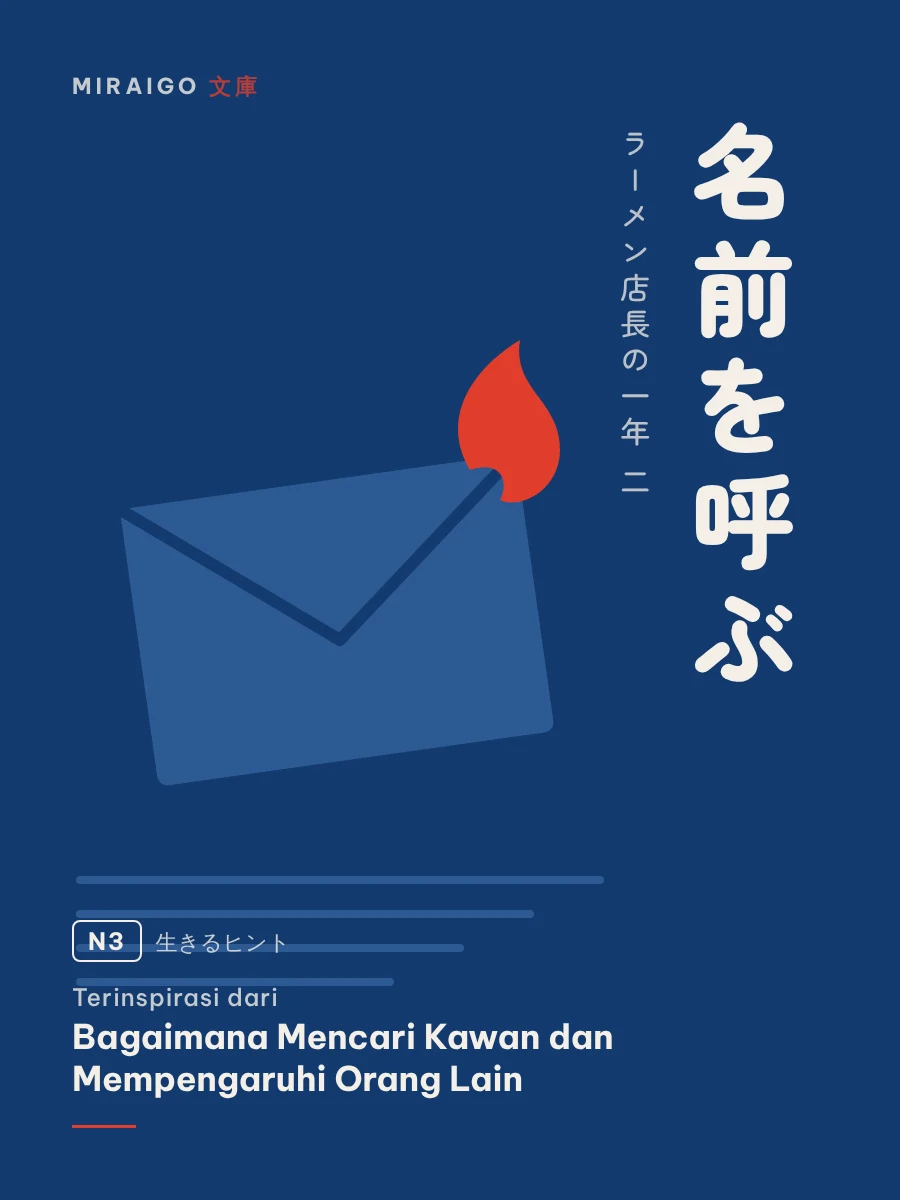 MIRAIGO 文庫
名前を呼ぶ
ラーメン店長の一年 二
N3 生きるヒント
Terinspirasi dari
Bagaimana Mencari Kawan dan
Mempengaruhi Orang Lain